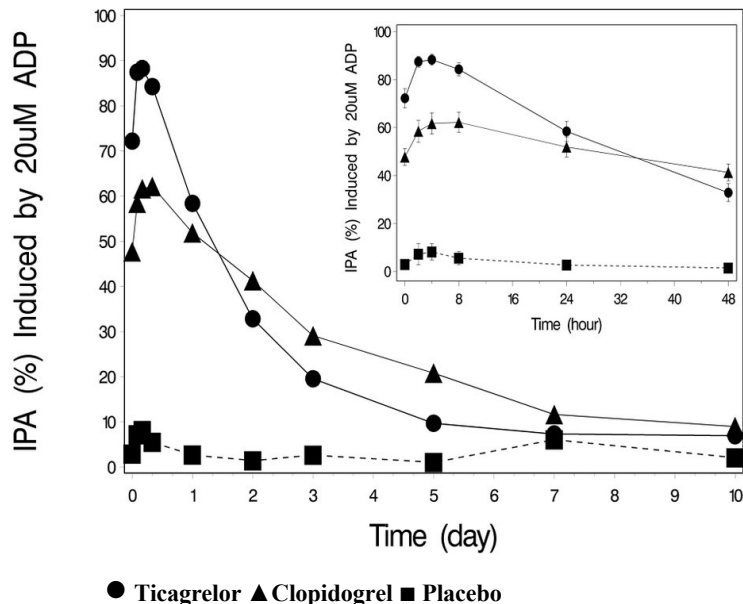 IPA (%) Induced by 20uM ADP
100
90
80
70
60
50
40
30
20
10
0
0 1 2 3 4 5 6 7 8 9 10
Time (day)
IPA (%) Induced by 20uM ADP
100
80
60
40
20
0
0 8 16 24 32 40 48
Time (hour)
Ticagrelor Clopidogrel Placebo